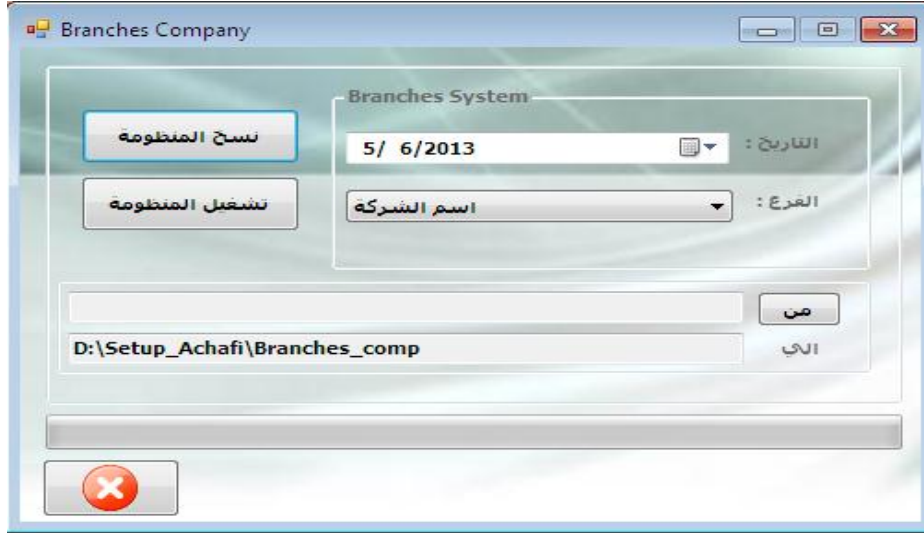 Branches Company
Branches System
نسخ المنظومة
التاريخ :
5/ 6/2013
تشغيل المنظومة
الفرع :
اسم الشركة
من
الي
D:\Setup_Achafi\Branches_comp